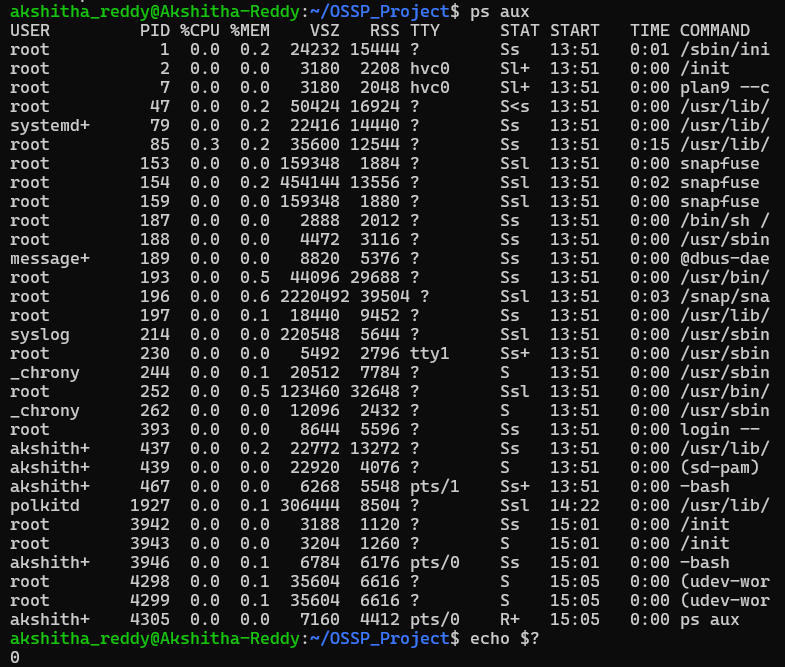 akshitha_reddy@Akshitha-Reddy:~/OSSP_Project$ ps aux
USER         PID %CPU %MEM    VSZ   RSS TTY      STAT START   TIME COMMAND
root           1  0.0  0.2  24232 15444 ?        Ss   13:51   0:01 /sbin/ini
root           2  0.0  0.0   3180  2208 hvc0     Sl+  13:51   0:00 /init
root           7  0.0  0.0   3180  2048 hvc0     Sl+  13:51   0:00 plan9 --c
root          47  0.0  0.2  50424 16924 ?        S<s  13:51   0:00 /usr/lib/
systemd+      79  0.0  0.2  22416 14440 ?        Ss   13:51   0:00 /usr/lib/
root          85  0.3  0.2  35600 12544 ?        Ss   13:51   0:15 /usr/lib/
root         153  0.0  0.0 159348  1884 ?        Ssl  13:51   0:00 snapfuse
root         154  0.0  0.2 454144 13556 ?        Ssl  13:51   0:02 snapfuse
root         159  0.0  0.0 159348  1880 ?        Ssl  13:51   0:00 snapfuse
root         187  0.0  0.0   2888  2012 ?        Ss   13:51   0:00 /bin/sh /
root         188  0.0  0.0   4472  3116 ?        Ss   13:51   0:00 /usr/sbin
message+     189  0.0  0.0   8820  5376 ?        Ss   13:51   0:00 @dbus-dae
root         193  0.0  0.5  44096 29688 ?        Ss   13:51   0:00 /usr/bin/
root         196  0.0  0.6 2220492 39504 ?       Ssl  13:51   0:03 /snap/sna
root         197  0.0  0.1  18440  9452 ?        Ss   13:51   0:00 /usr/lib/
syslog       214  0.0  0.0 220548  5644 ?        Ssl  13:51   0:00 /usr/sbin
root         230  0.0  0.0   5492  2796 tty1     Ss+  13:51   0:00 /usr/sbin
_chrony      244  0.0  0.1  20512  7784 ?        S    13:51   0:00 /usr/sbin
root         252  0.0  0.5 123460 32648 ?        Ssl  13:51   0:00 /usr/bin/
_chrony      262  0.0  0.0  12096  2432 ?        S    13:51   0:00 /usr/sbin
root         393  0.0  0.0   8644  5596 ?        Ss   13:51   0:00 login --
akshith+     437  0.0  0.2  22772 13272 ?        Ss   13:51   0:00 /usr/lib/
akshith+     439  0.0  0.0  22920  4076 ?        S    13:51   0:00 (sd-pam)
akshith+     467  0.0  0.0   6268  5548 pts/1    Ss+  13:51   0:00 -bash
polkitd     1927  0.0  0.1 306444  8504 ?        Ssl  14:22   0:00 /usr/lib/
root        3942  0.0  0.0   3188  1120 ?        Ss   15:01   0:00 /init
root        3943  0.0  0.0   3204  1260 ?        S    15:01   0:00 /init
akshith+    3946  0.0  0.1   6784  6176 pts/0    Ss   15:01   0:00 -bash
root        4298  0.0  0.1  35604  6616 ?        S    15:05   0:00 (udev-wor
root        4299  0.0  0.1  35604  6616 ?        S    15:05   0:00 (udev-wor
akshith+    4305  0.0  0.0   7160  4412 pts/0    R+   15:05   0:00 ps aux
akshitha_reddy@Akshitha-Reddy:~/OSSP_Project$ echo $?
0